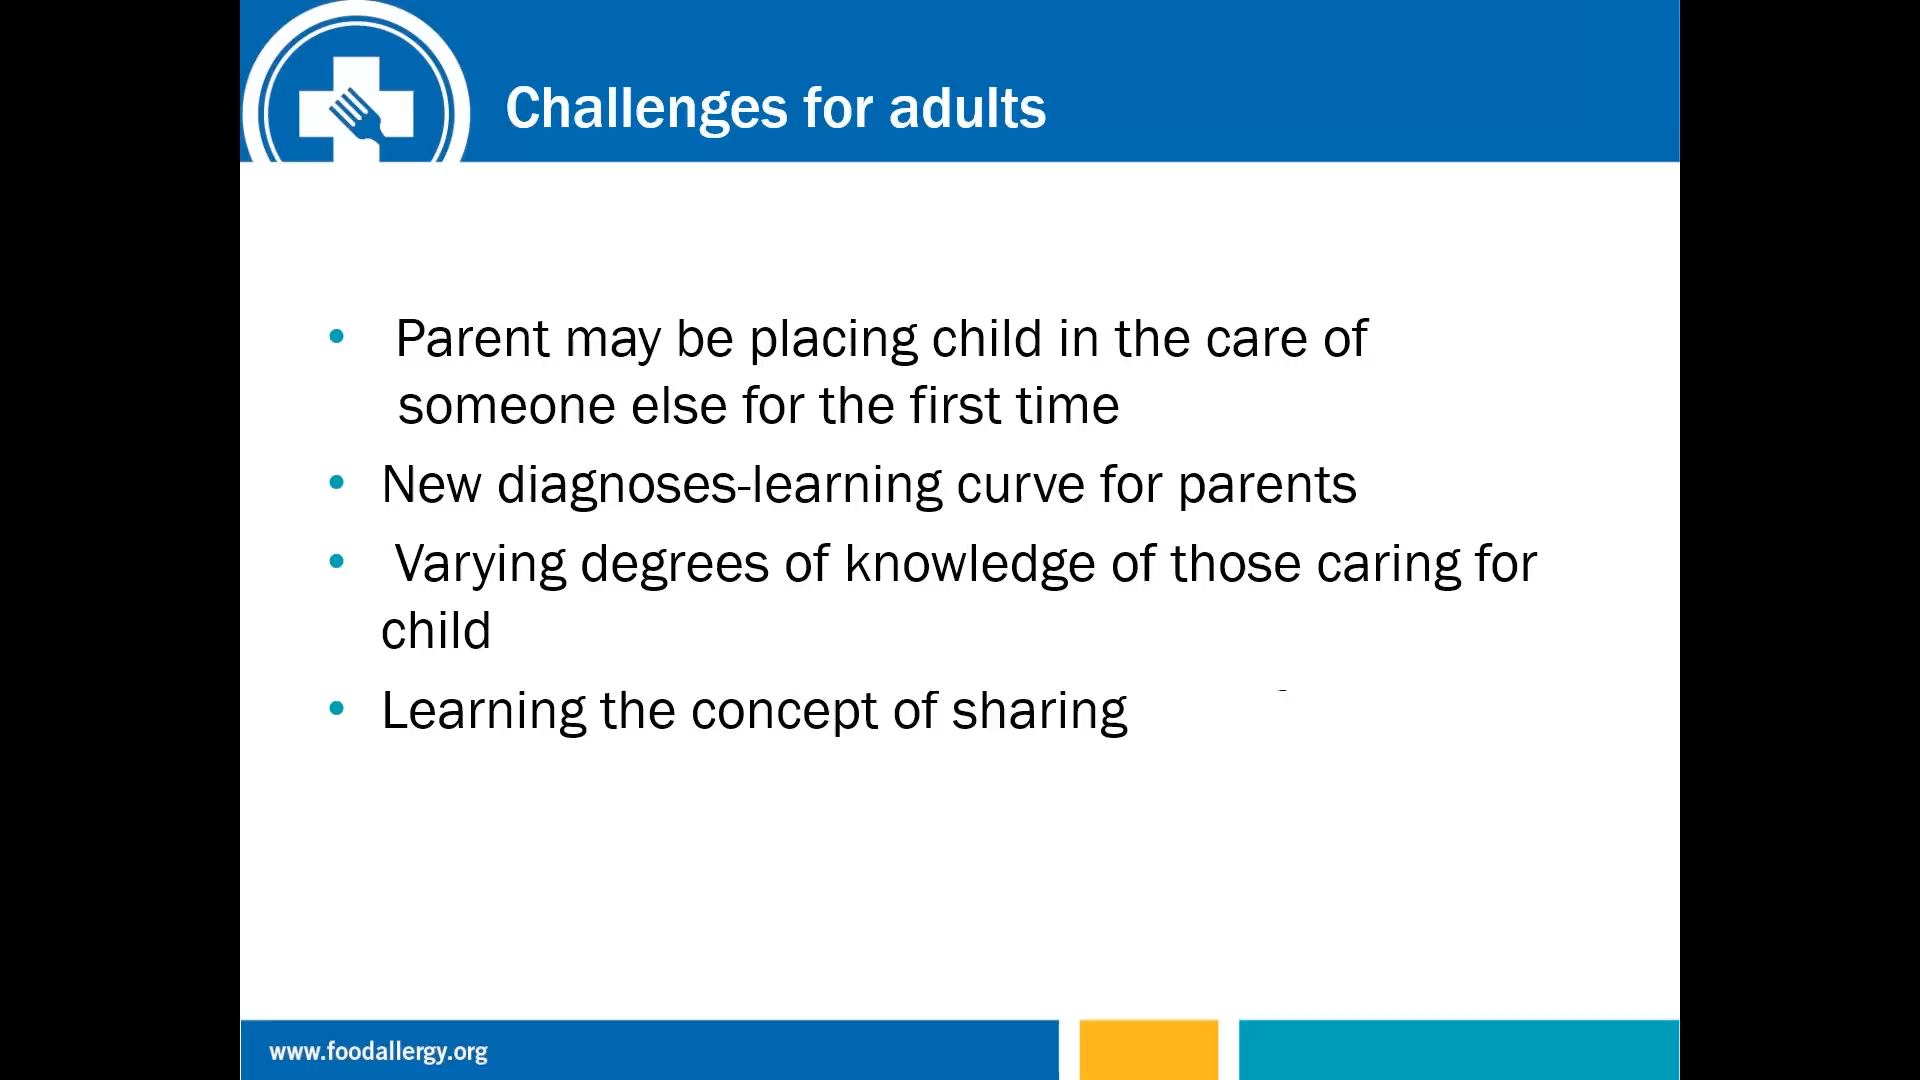 Challenges for adults
• Parent may be placing child in the care of
someone else for the first time
• New diagnoses-learning curve for parents
• Varying degrees of knowledge of those caring for
child
• Learning the concept of sharing
www.foodallergy.org